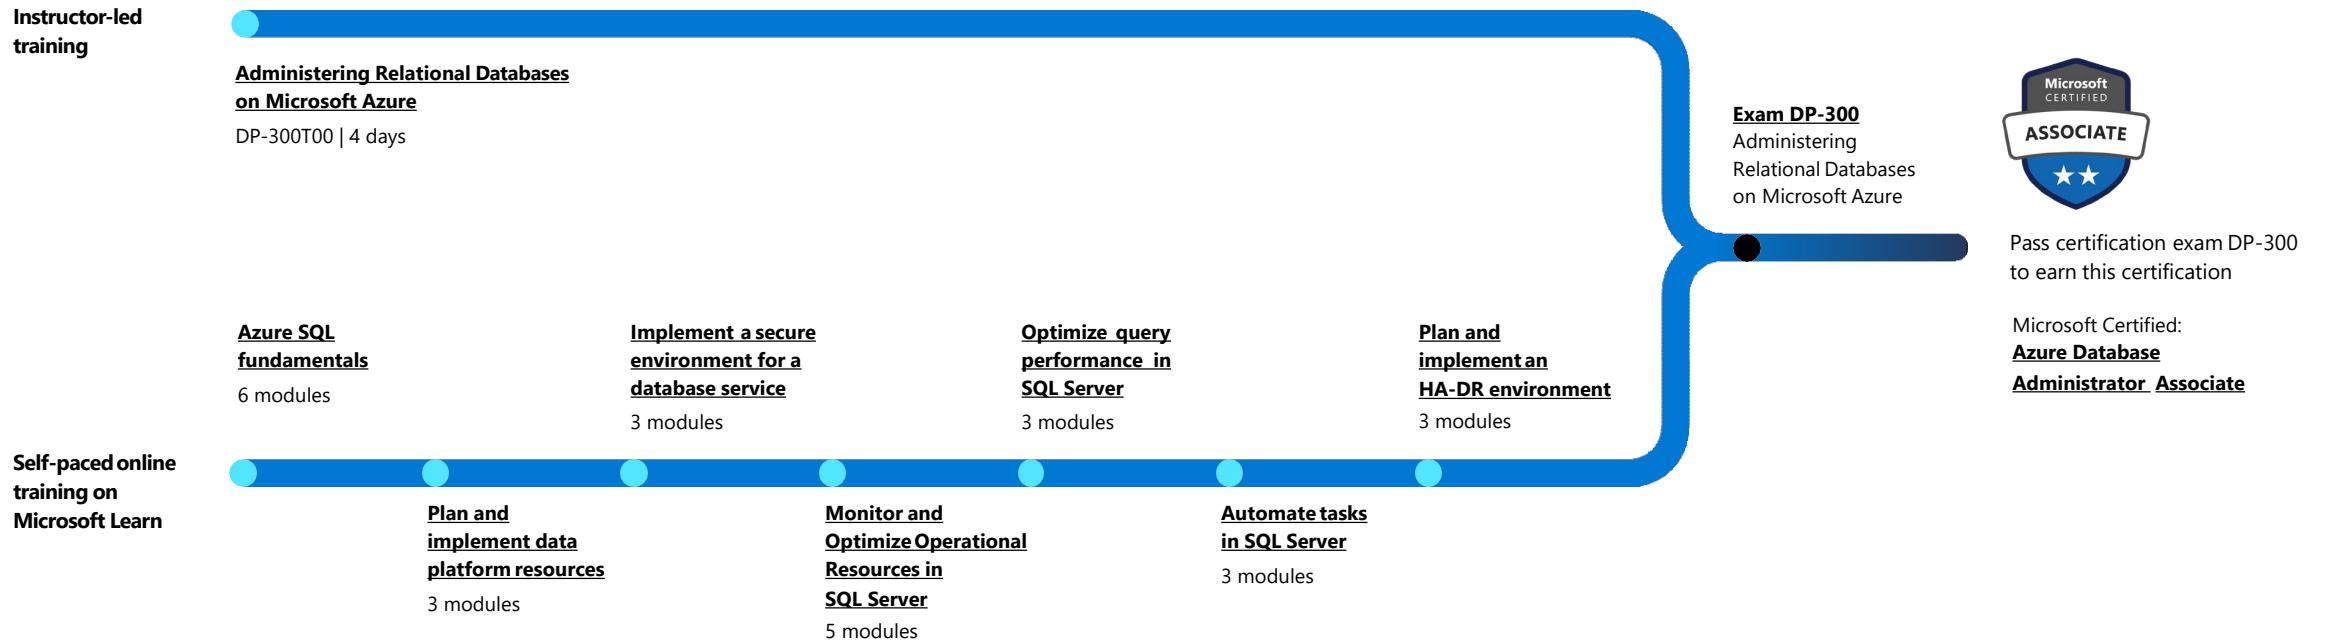 Instructor-led
training
Administering Relational Databases
on Microsoft Azure
DP-300T00 | 4 days
Exam DP-300
Administering
Relational Databases
on Microsoft Azure
Microsoft
CERTIFIED
ASSOCIATE
Pass certification exam DP-300
to earn this certification
Microsoft Certified:
Azure Database
Administrator Associate
Self-paced online
training on
Microsoft Learn
Azure SQL
fundamentals
6 modules
Plan and
implement data
platform resources
3 modules
Implement a secure
environment for a
database service
3 modules
Monitor and
Optimize Operational
Resources in
SQL Server
5 modules
Optimize query
performance in
SQL Server
3 modules
Automate tasks
in SQL Server
3 modules
Plan and
implement an
HA-DR environment
3 modules